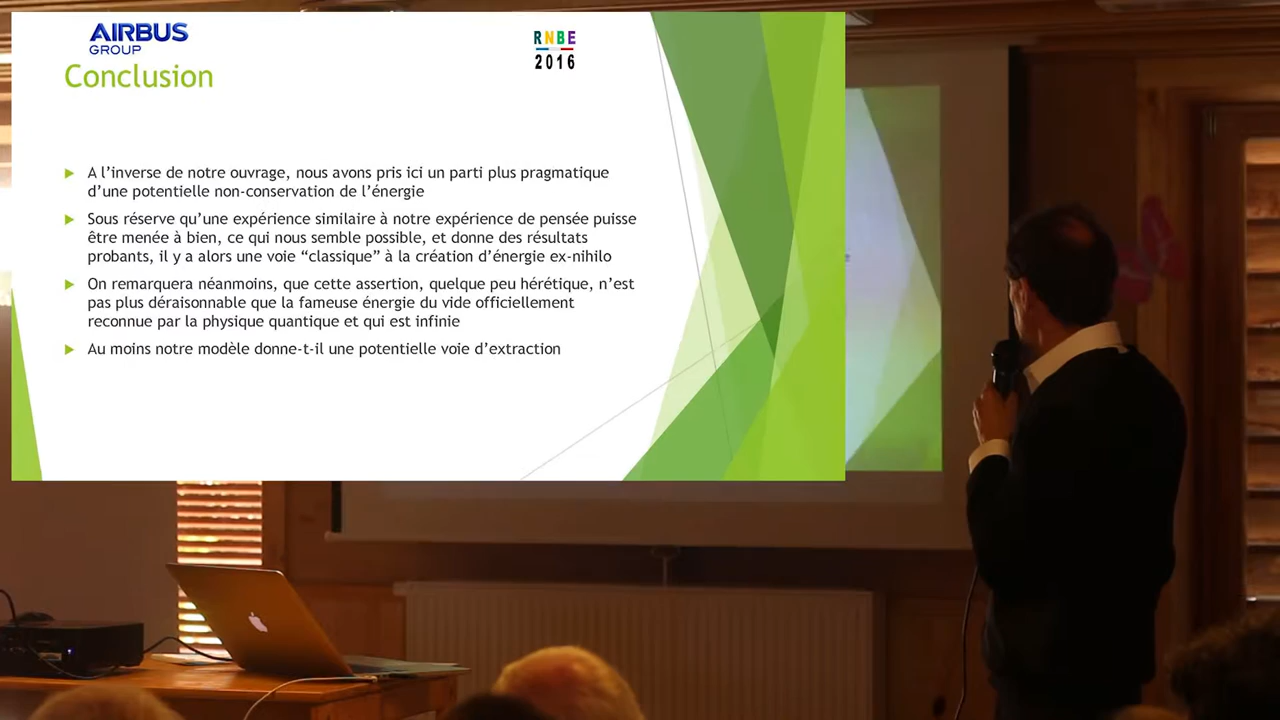 AIRBUS
GROUP
RNBE
2016
Conclusion
A l’inverse de notre ouvrage, nous avons pris ici un parti plus pragmatique
d’une potentielle non-conservation de l’énergie
Sous réserve qu’une expérience similaire à notre expérience de pensée puisse
être menée à bien, ce qui nous semble possible, et donne des résultats
probants, il y a alors une voie “classique” à la création d’énergie ex-nihilo
On remarquera néanmoins, que cette assertion, quelque peu hérétique, n’est
pas plus déraisonnable que la fameuse énergie du vide officiellement
reconnue par la physique quantique et qui est infinie
Au moins notre modèle donne-t-il une potentielle voie d’extraction